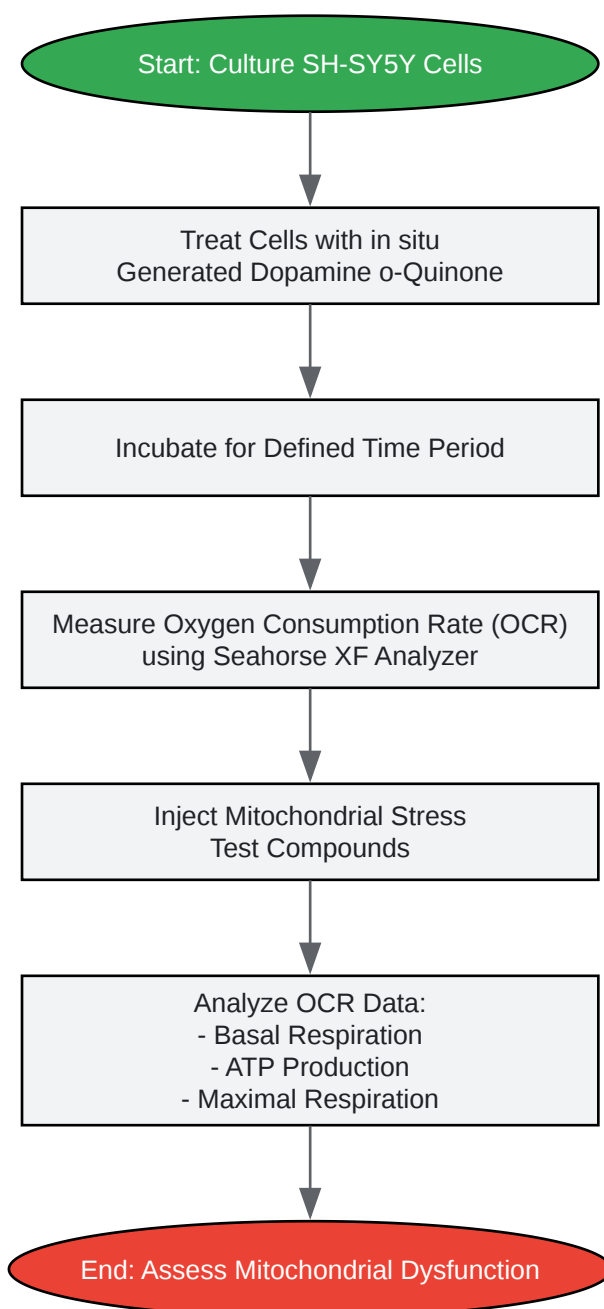 Start: Culture SH-SY5Y Cells
Treat Cells with in situ
Generated Dopamine o-Quinone
Incubate for Defined Time Period
Measure Oxygen Consumption Rate (OCR)
using Seahorse XF Analyzer
Inject Mitochondrial Stress
Test Compounds
Analyze OCR Data:
- Basal Respiration
- ATP Production
- Maximal Respiration
End: Assess Mitochondrial Dysfunction